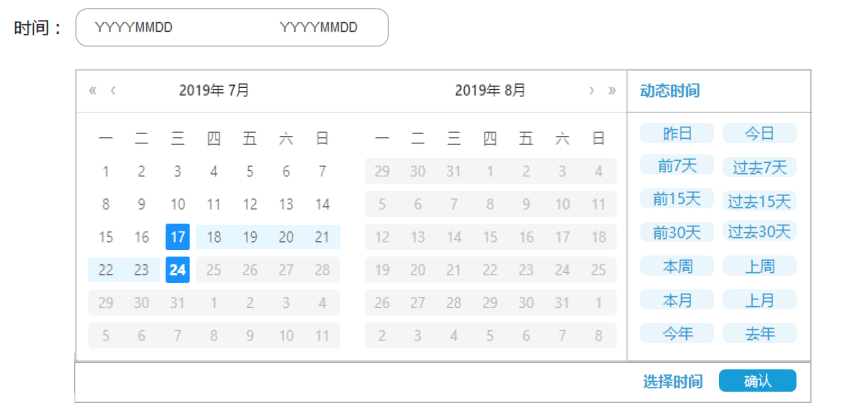 时间： YYYYMMDD YYYYMMDD
« ‹ 2019年 7月 2019年 8月 › » 动态时间
一 二 三 四 五 六 日 一 二 三 四 五 六 日 昨日 今日
1 2 3 4 5 6 7 29 30 31 1 2 3 4 前7天 过去7天
8 9 10 11 12 13 14 5 6 7 8 9 10 11 前15天 过去15天
15 16 17 18 19 20 21 12 13 14 15 16 17 18 前30天 过去30天
22 23 24 25 26 27 28 19 20 21 22 23 24 25 本周 上周
29 30 31 1 2 3 4 26 27 28 29 30 31 1 本月 上月
5 6 7 8 9 10 11 2 3 4 5 6 7 8 今年 去年
选择时间 确认